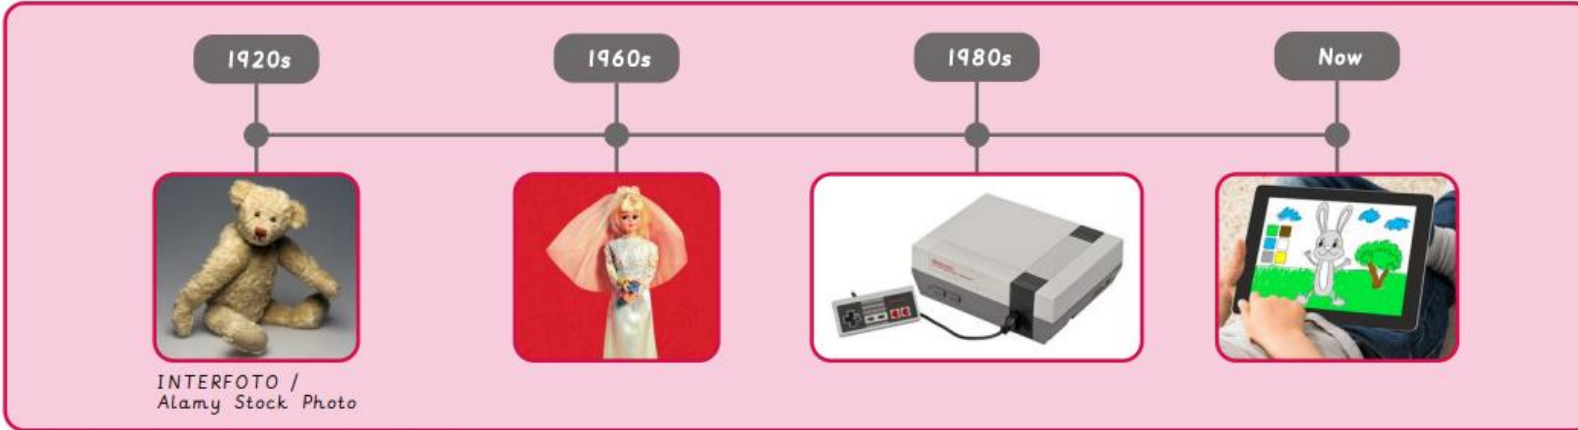 1920s
1960s
1980s
Now
INTERFOTO /
Alamy Stock Photo